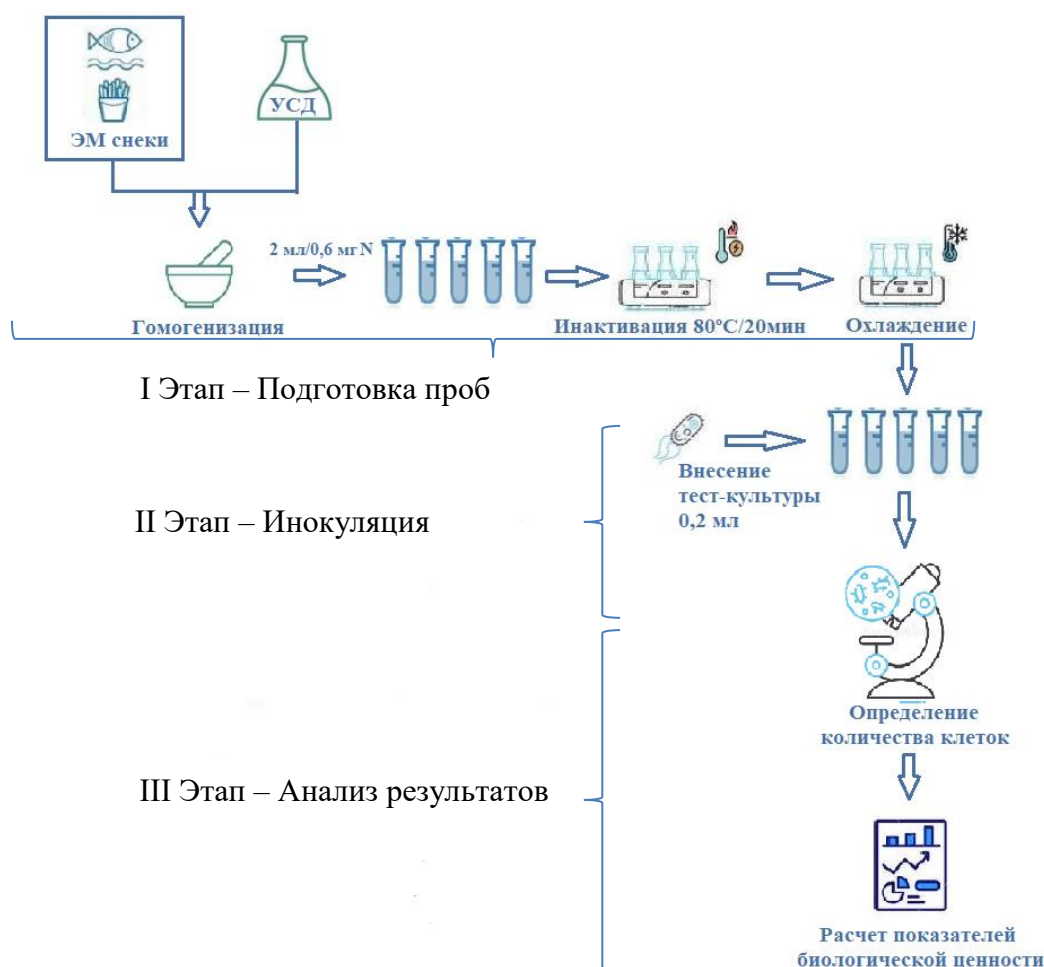 ЭМ снеки
УСД
2 мл/0,6 мг N
Гомогенизация
Инактивация 80ºС/20мин
Охлаждение
I Этап – Подготовка проб
Внесение
тест-культуры
0,2 мл
II Этап – Инокуляция
Определение
количества клеток
III Этап – Анализ результатов
Расчет показателей
биологической ценности